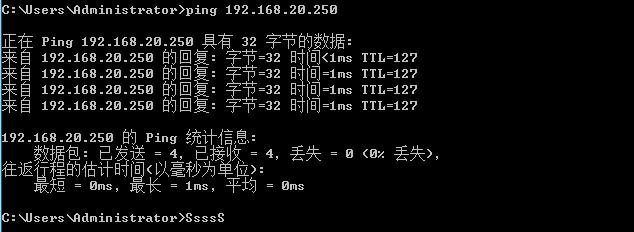 C:\Users\Administrator>ping 192.168.20.250
正在 Ping 192.168.20.250 具有 32 字节的数据:
来自 192.168.20.250 的回复: 字节=32 时间<1ms TTL=127
来自 192.168.20.250 的回复: 字节=32 时间=1ms TTL=127
来自 192.168.20.250 的回复: 字节=32 时间=1ms TTL=127
来自 192.168.20.250 的回复: 字节=32 时间=1ms TTL=127
192.168.20.250 的 Ping 统计信息:
数据包: 已发送 = 4, 已接收 = 4, 丢失 = 0 (0% 丢失),
往返行程的估计时间(以毫秒为单位):
最短 = 0ms, 最长 = 1ms, 平均 = 0ms
C:\Users\Administrator>SsssS